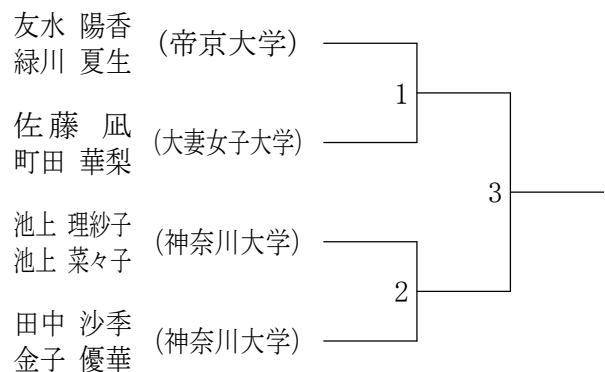 友水 陽香
緑川 夏生
(帝京大学)
1
佐藤 凪
町田 華梨
(大妻女子大学)
3
池上 理紗子
池上 菜々子
(神奈川大学)
2
田中 沙季
金子 優華
(神奈川大学)